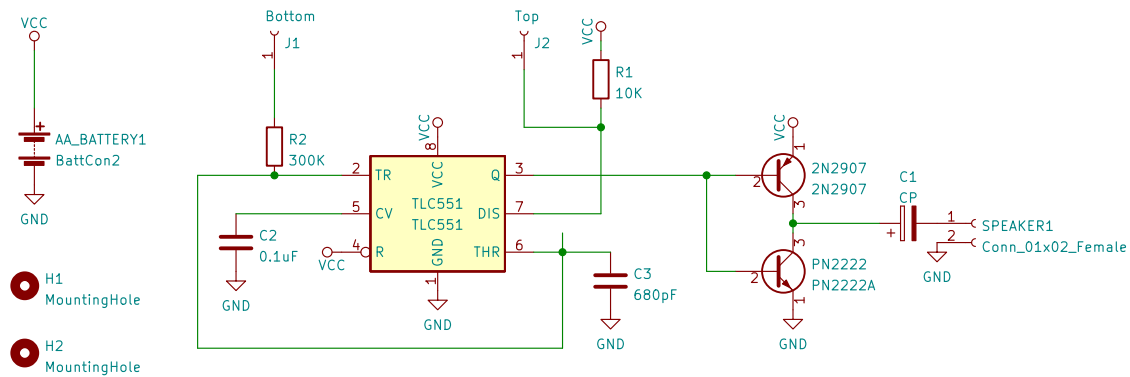 VCC
Bottom
1
J1
Top
1
J2
VCC
R1
10K
AA_BATTERY1
BattCon2
+
GND
R2
300K
VCC
8
VCC
2
TR
Q
3
TLC551
TLC551
5
CV
DIS
7
4
R
THR
6
GND
1
GND
VCC
C2
0.1uF
GND
C3
680pF
GND
VCC
1
2N2907
2N2907
2
3
C1
CP
+
1
SPEAKER1
2
Conn_01x02_Female
GND
3
PN2222
PN2222A
2
1
GND
H1
MountingHole
H2
MountingHole